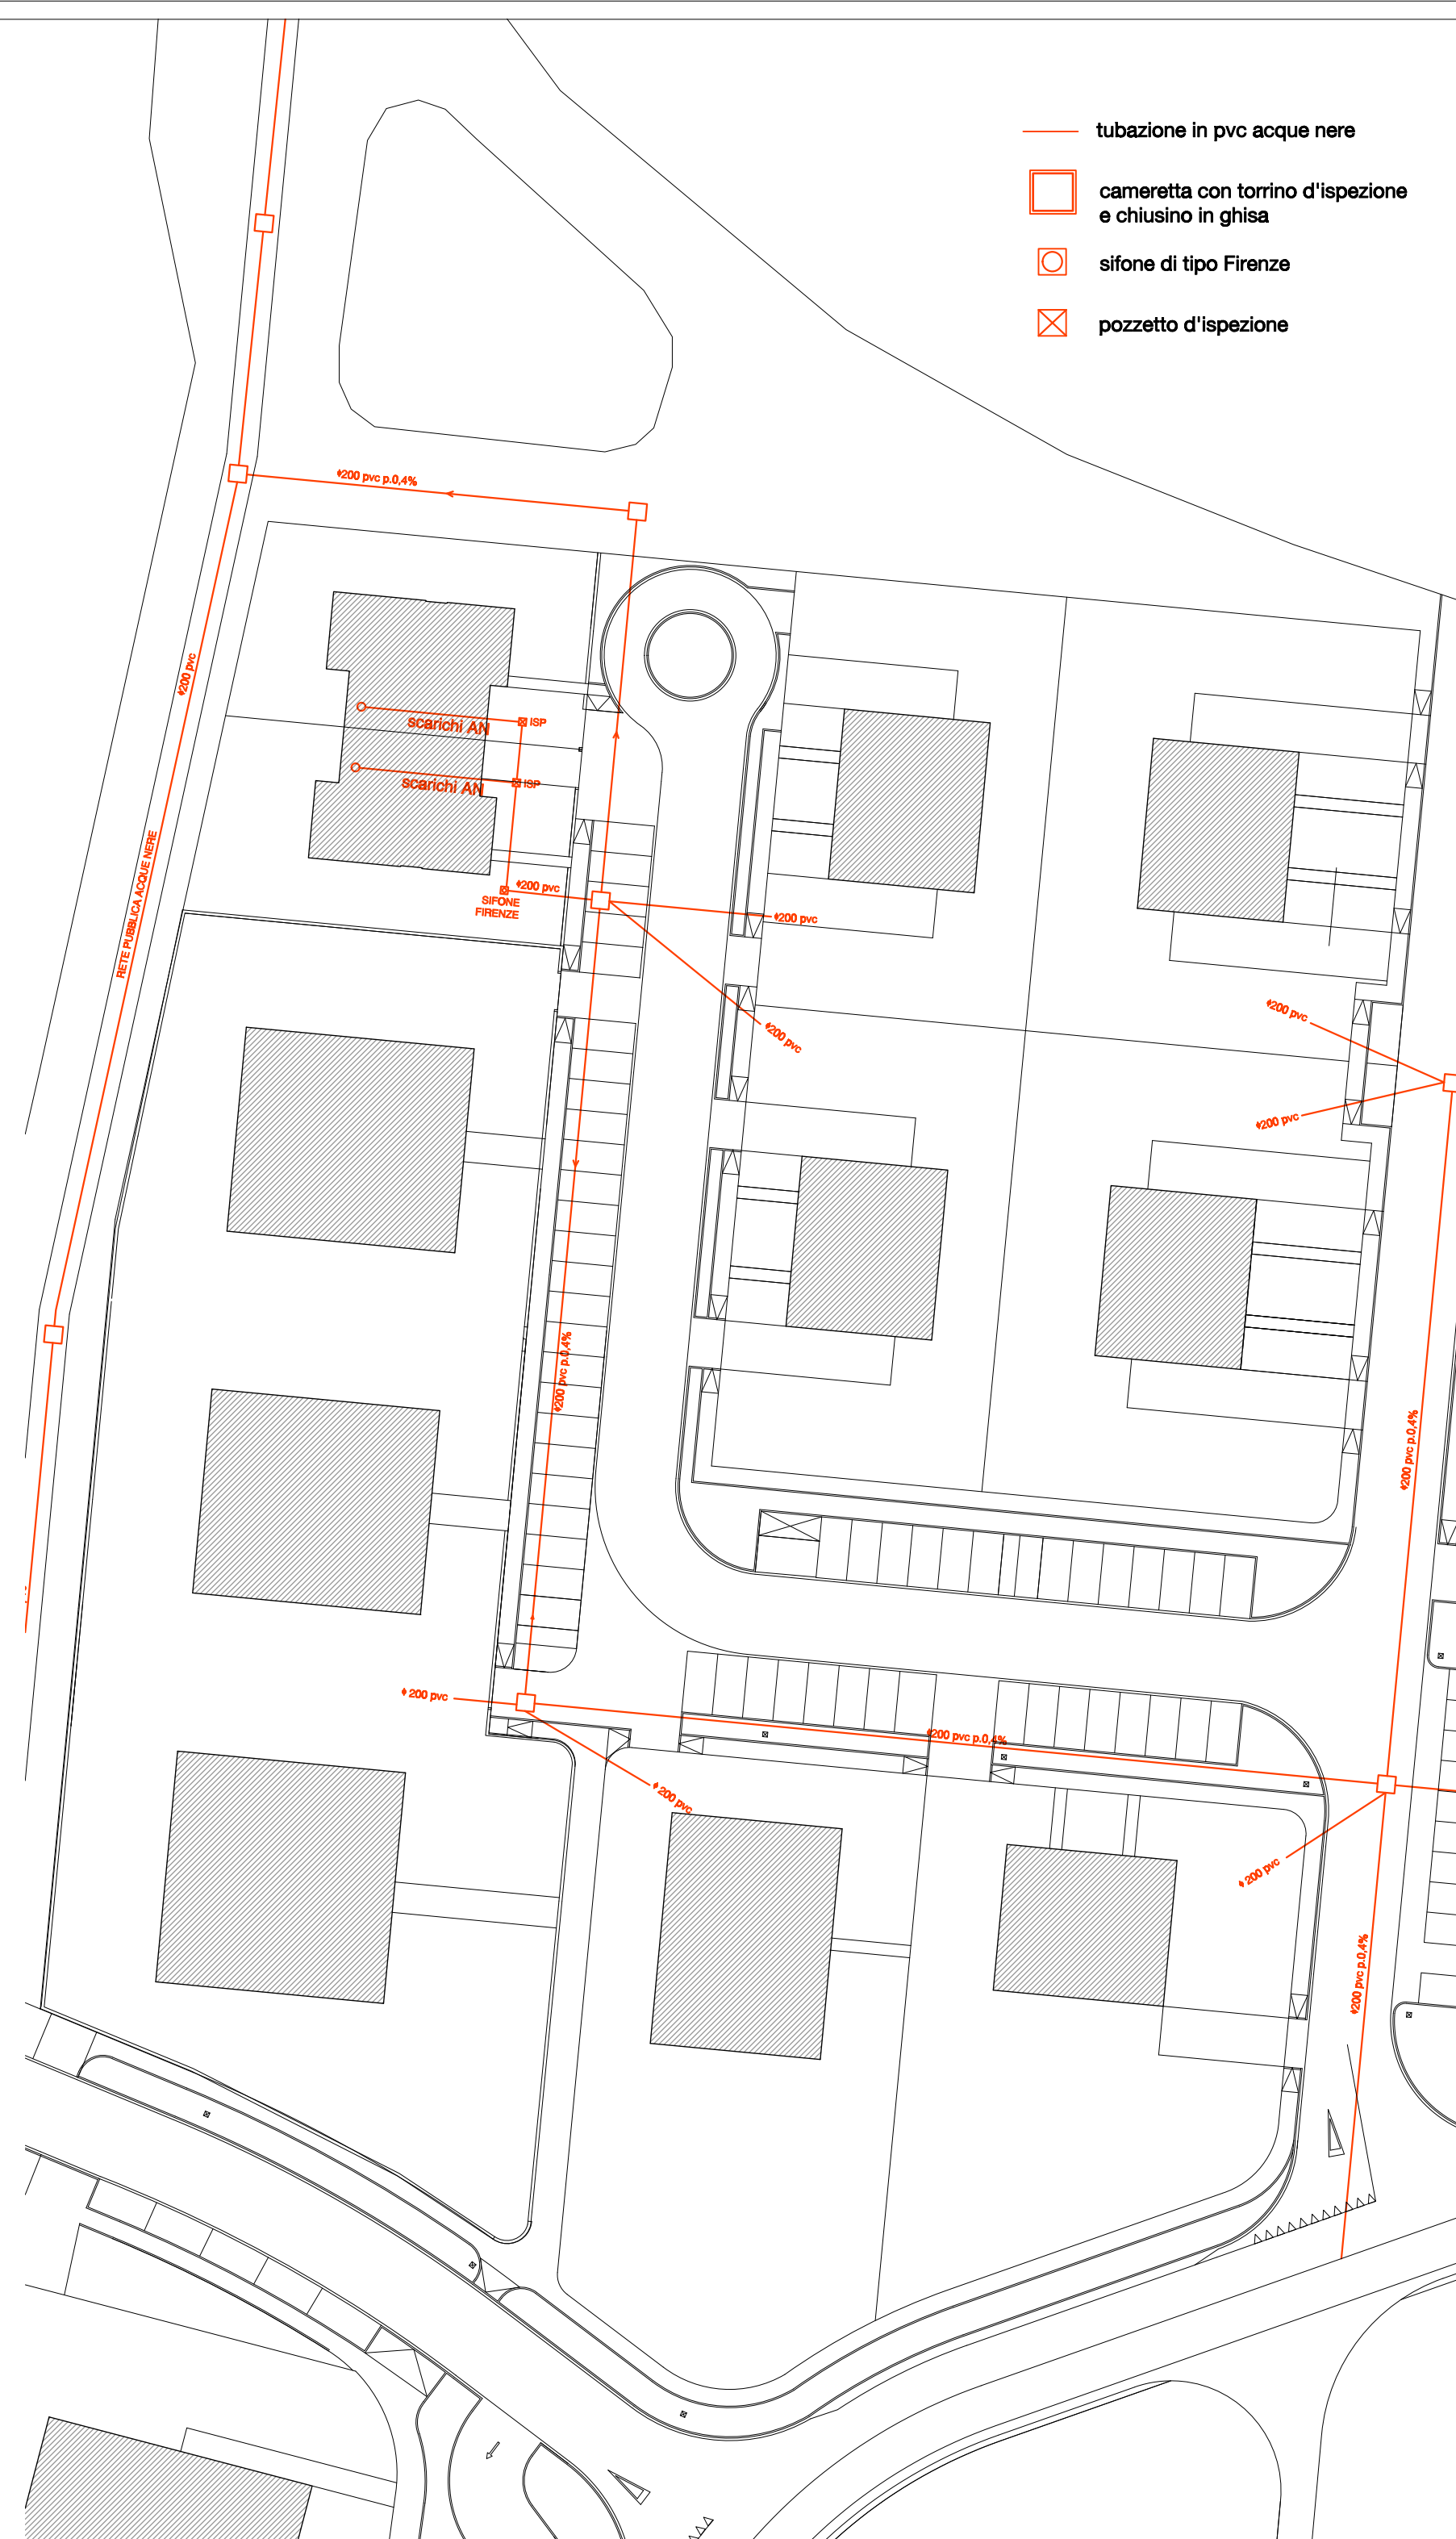 tubazione in pvc acque nere
cameretta con torrino d'ispezione
e chiusino in ghisa
sifone di tipo Firenze
pozzetto d'ispezione
ϕ200 pvc p.0,4%
ϕ200 pvc
scarichi AN
ISP
scarichi AN
ISP
RETE PUBBLICA ACQUE NERE
ϕ200 pvc
SIFONE
FIRENZE
ϕ200 pvc
ϕ200 pvc
ϕ200 pvc
ϕ200 pvc
ϕ200 pvc p.0,4%
ϕ200 pvc p.0,4%
ϕ 200 pvc
ϕ200 pvc p.0,4%
ϕ 200 pvc
ϕ 200 pvc
ϕ200 pvc p.0,4%